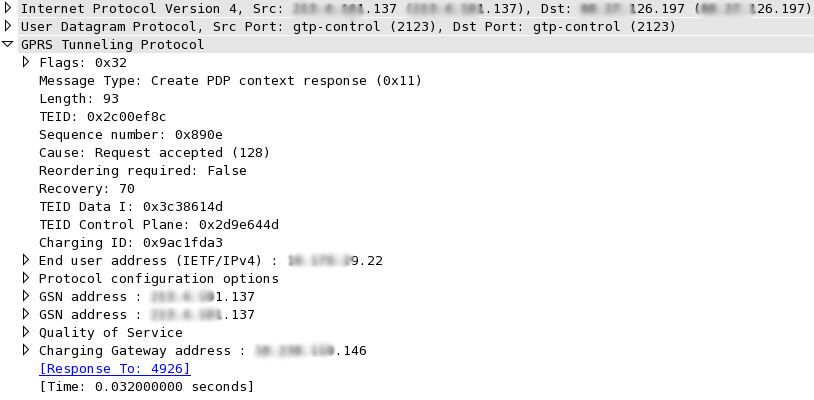 Internet Protocol Version 4, Src: 1.137 ( 1.137), Dst: 126.197 ( 126.197)
User Datagram Protocol, Src Port: gtp-control (2123), Dst Port: gtp-control (2123)
GPRS Tunneling Protocol
Flags: 0x32
Message Type: Create PDP context response (0x11)
Length: 93
TEID: 0x2c00ef8c
Sequence number: 0x890e
Cause: Request accepted (128)
Reordering required: False
Recovery: 70
TEID Data I: 0x3c38614d
TEID Control Plane: 0x2d9e644d
Charging ID: 0x9ac1fda3
End user address (IETF/IPv4) : 9.22
Protocol configuration options
GSN address : 1.137
GSN address : .137
Quality of Service
Charging Gateway address : .146
[Response To: 4926]
[Time: 0.032000000 seconds]